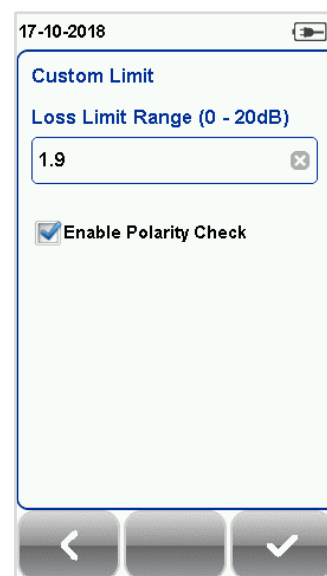 17-10-2018
Custom Limit
Loss Limit Range (0 - 20dB)
1.9
Enable Polarity Check